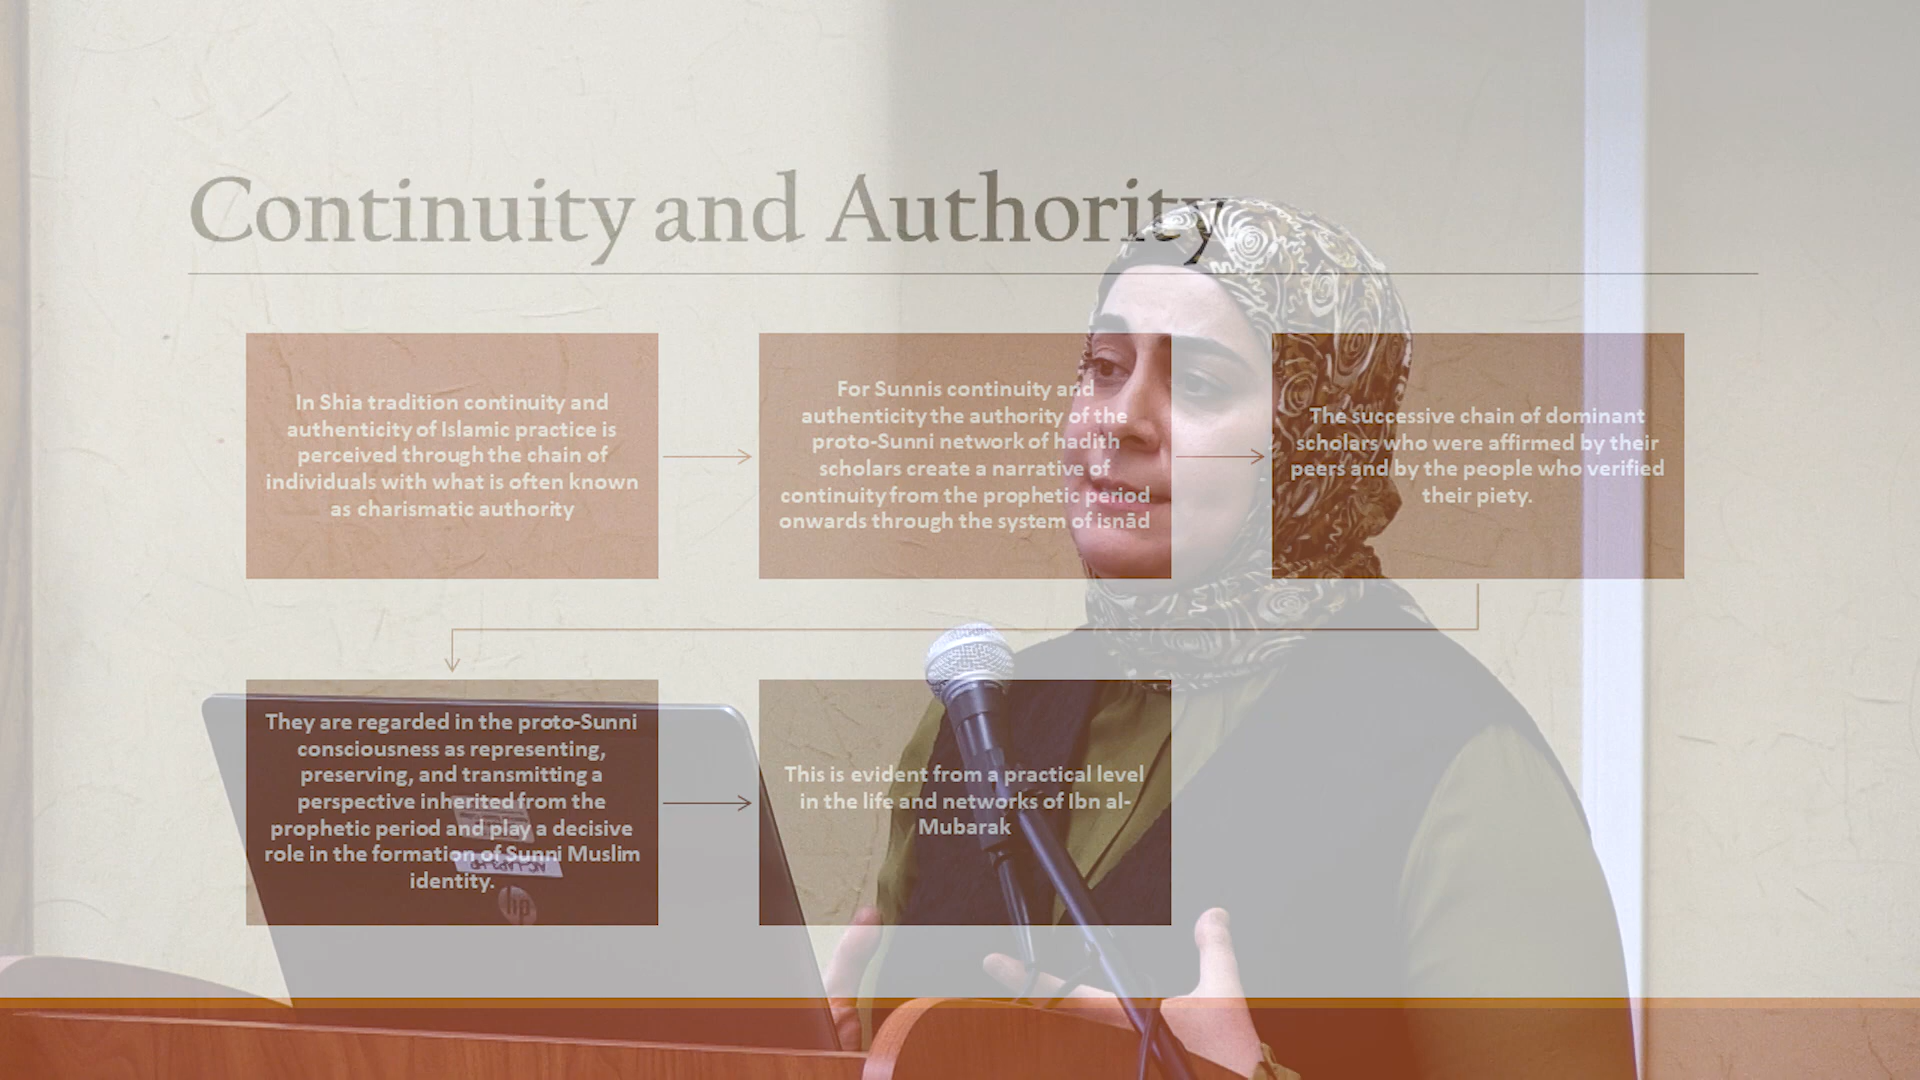 Continuity and Authority
In Shia tradition continuity and
authenticity of Islamic practice is
perceived through the chain of
individuals with what is often known
as charismatic authority
For Sunnis continuity and
authenticity the authority of the
proto-Sunni network of hadith
scholars create a narrative of
continuity from the prophetic period
onwards through the system of isnād
The successive chain of dominant
scholars who were affirmed by their
peers and by the people who verified
their piety.
They are regarded in the proto-Sunni
consciousness as representing,
preserving, and transmitting a
perspective inherited from the
prophetic period and play a decisive
role in the formation of Sunni Muslim
identity.
This is evident from a practical level
in the life and networks of Ibn al-
Mubarak
hp